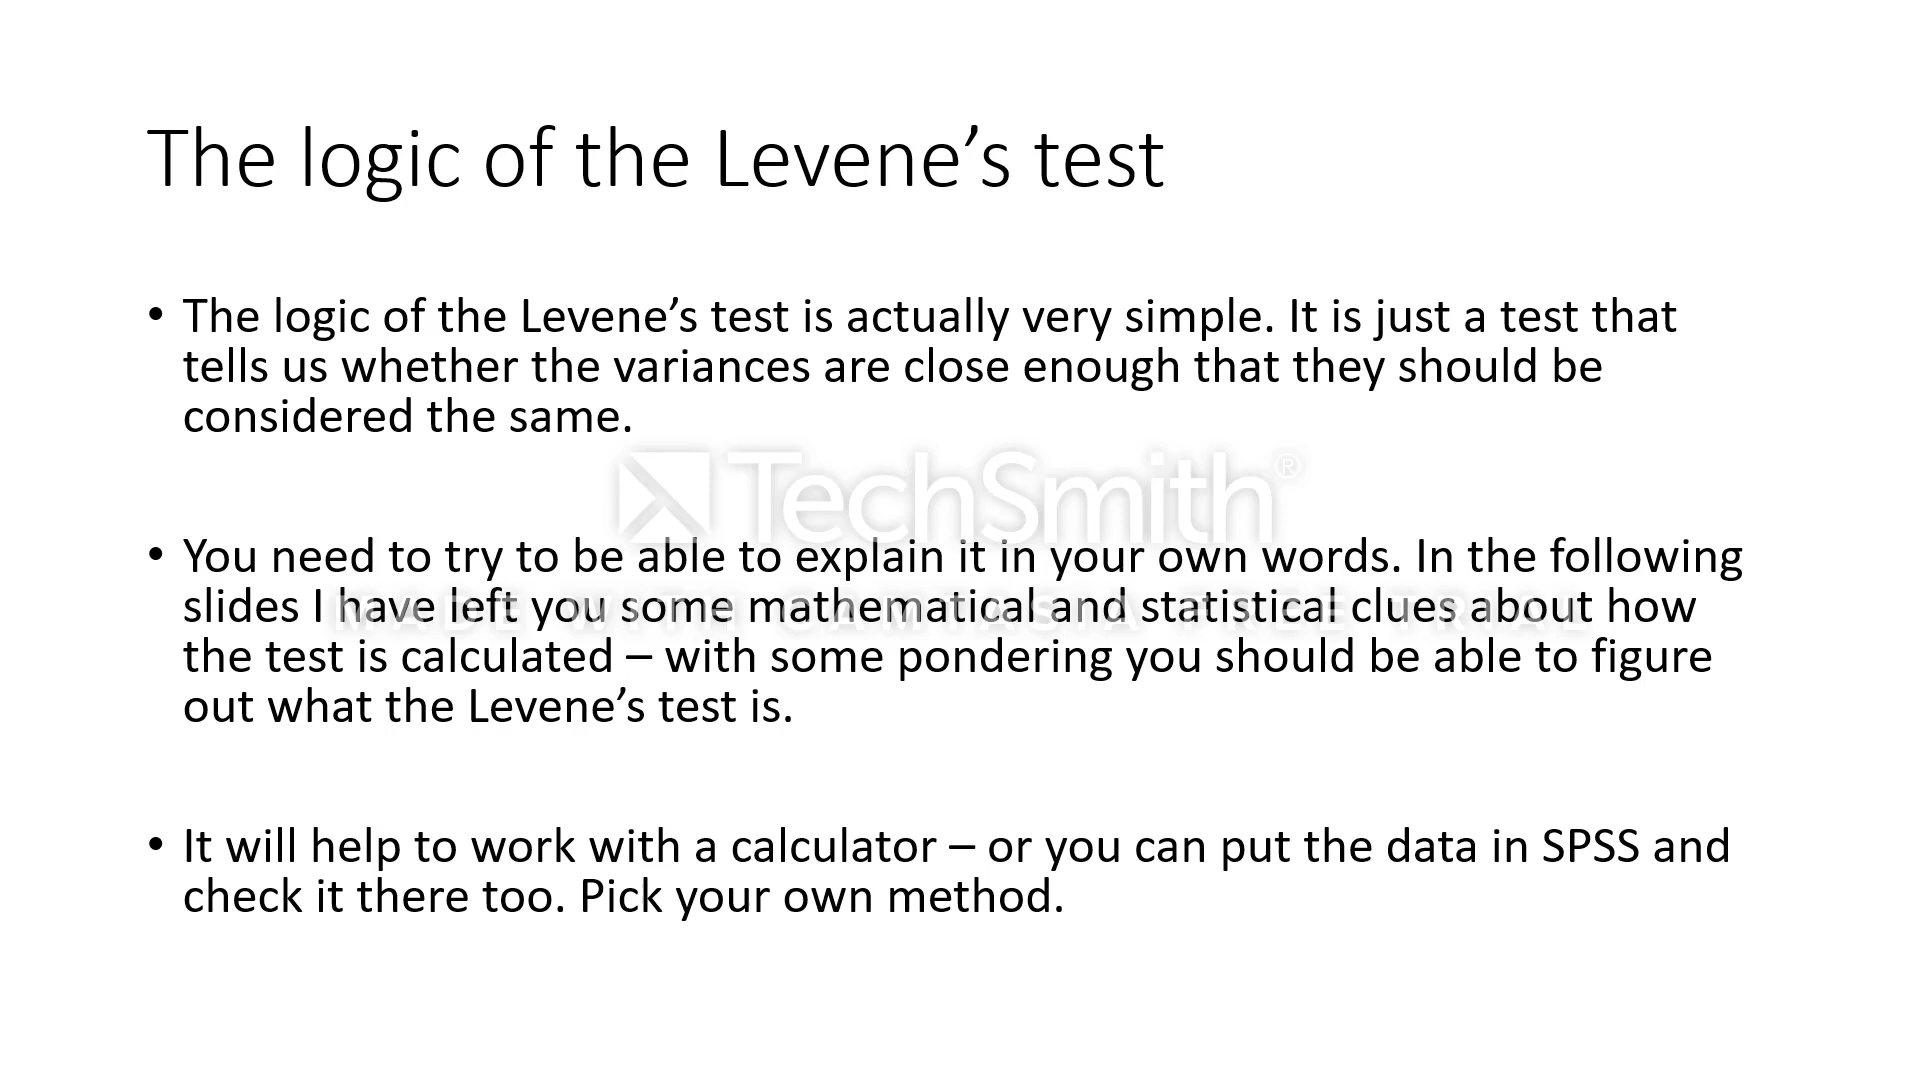 The logic of the Levene’s test
• The logic of the Levene’s test is actually very simple. It is just a test that
tells us whether the variances are close enough that they should be
considered the same.
TechSmith®
• You need to try to be able to explain it in your own words. In the following
slides I have left you some mathematical and statistical clues about how
MADE WITH CAMTASIA FREE TRIAL
the test is calculated – with some pondering you should be able to figure
out what the Levene’s test is.
• It will help to work with a calculator – or you can put the data in SPSS and
check it there too. Pick your own method.